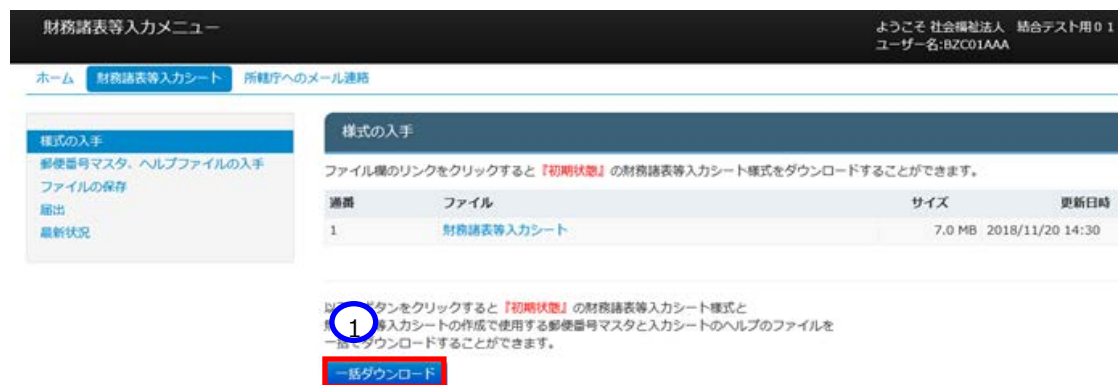 財務諸表等入力メニュー
ようこそ 社会福祉法人 結合テスト用01
ユーザー名:BZC01AAA
ホーム 財務諸表等入力シート 所轄庁へのメール連絡
様式の入手
郵便番号マスタ、ヘルプファイルの入手
ファイルの保存
届出
最新状況
様式の入手
ファイル欄のリンクをクリックすると『初期状態』の財務諸表等入力シート様式をダウンロードすることができます。
通番 ファイル サイズ 更新日時
1 財務諸表等入力シート 7.0 MB 2018/11/20 14:30
タンをクリックすると『初期状態』の財務諸表等入力シート様式と
等入力シートの作成で使用する郵便番号マスタと入力シートのヘルプのファイルを
一括でダウンロードすることができます。
1
一括ダウンロード